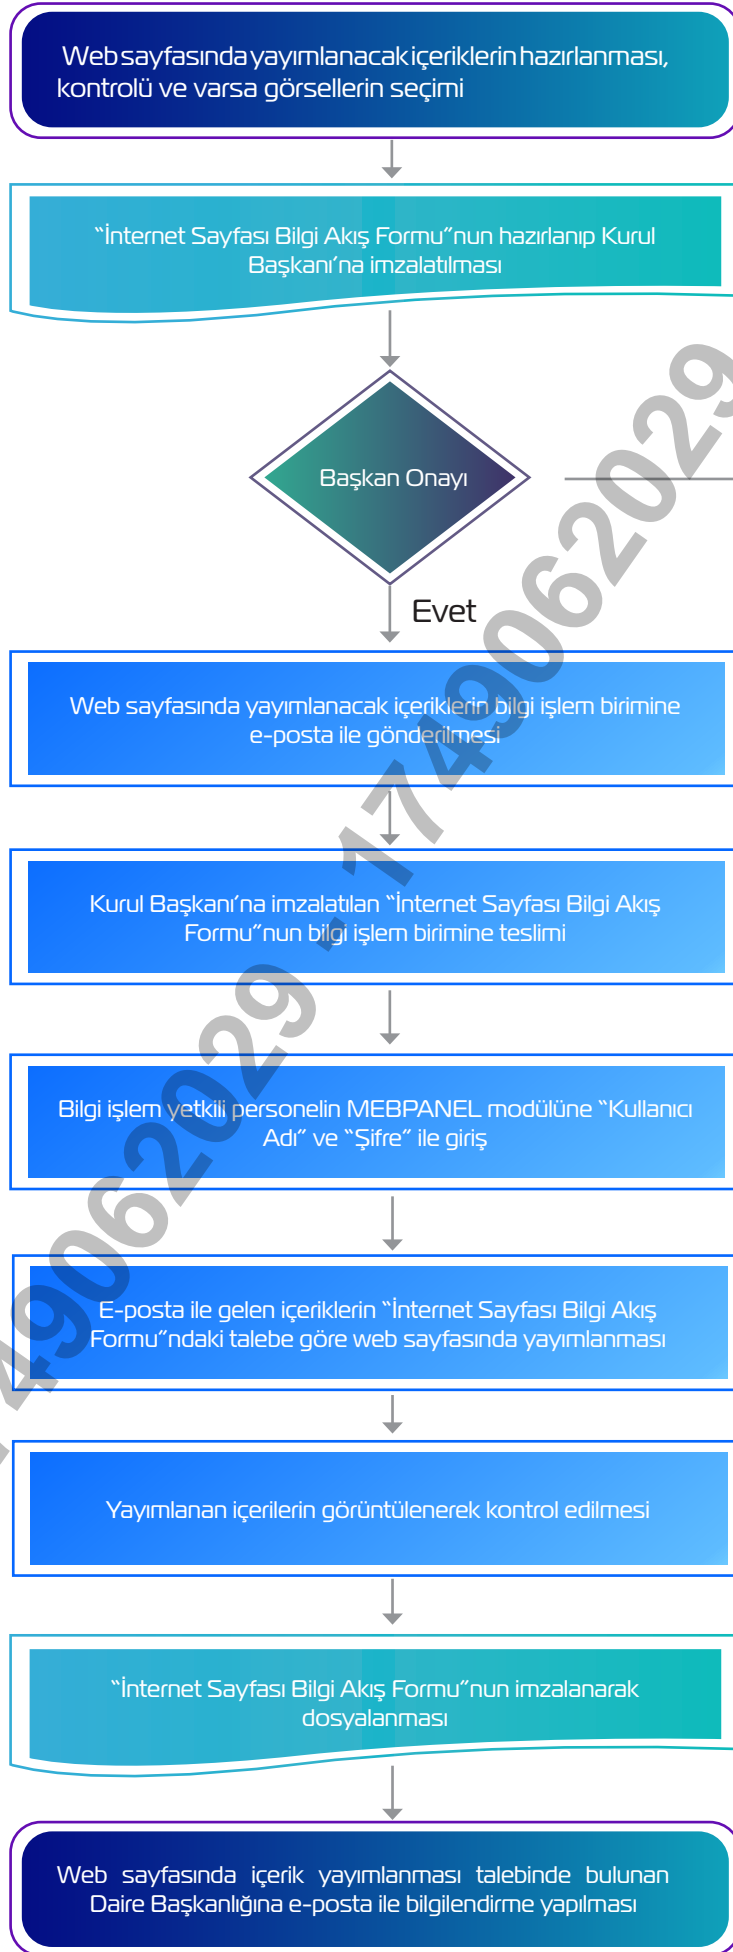 Web sayfasında yayımlanacak içeriklerin hazırlanması,
kontrolü ve varsa görsellerin seçimi
“İnternet Sayfası Bilgi Akış Formu”nun hazırlanıp Kurul
Başkanı’na imzalatılması
Başkan Onayı
Evet
Web sayfasında yayımlanacak içeriklerin bilgi işlem birimine
e-posta ile gönderilmesi
Kurul Başkanı’na imzalatılan “İnternet Sayfası Bilgi Akış
Formu”nun bilgi işlem birimine teslimi
Bilgi işlem yetkili personelin MEBPANEL modülüne “Kullanıcı
Adı” ve “Şifre” ile giriş
E-posta ile gelen içeriklerin “İnternet Sayfası Bilgi Akış
Formu”ndaki talebe göre web sayfasında yayımlanması
Yayımlanan içerilerin görüntülenerek kontrol edilmesi
“İnternet Sayfası Bilgi Akış Formu”nun imzalanarak
dosyalanması
Web sayfasında içerik yayımlanması talebinde bulunan
Daire Başkanlığına e-posta ile bilgilendirme yapılması
1749062029 - 1749062029